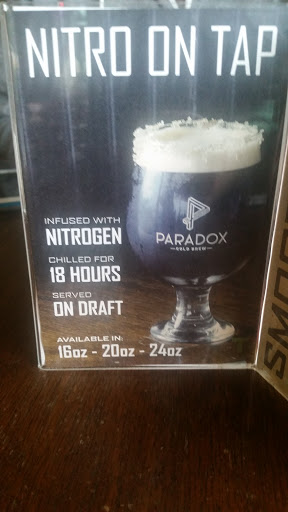 NITRO ON TAP
INFUSED WITH
NITROGEN
CHILLED FOR
18 HOURS
SERVED
ON DRAFT
AVAILABLE IN:
16oz - 20oz - 24oz
PARADOX
COLD BREW